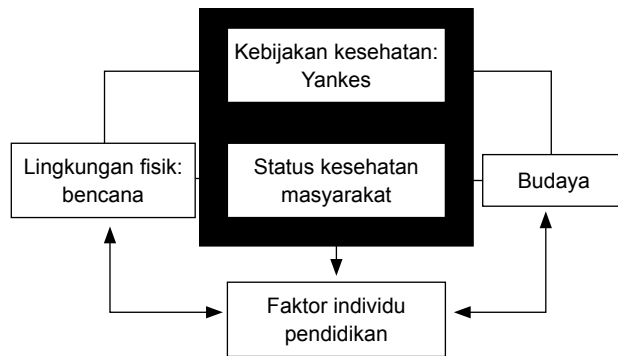 Kebijakan kesehatan:
Yankes
Lingkungan fisik:
bencana
Status kesehatan
masyarakat
Budaya
Faktor individu
pendidikan